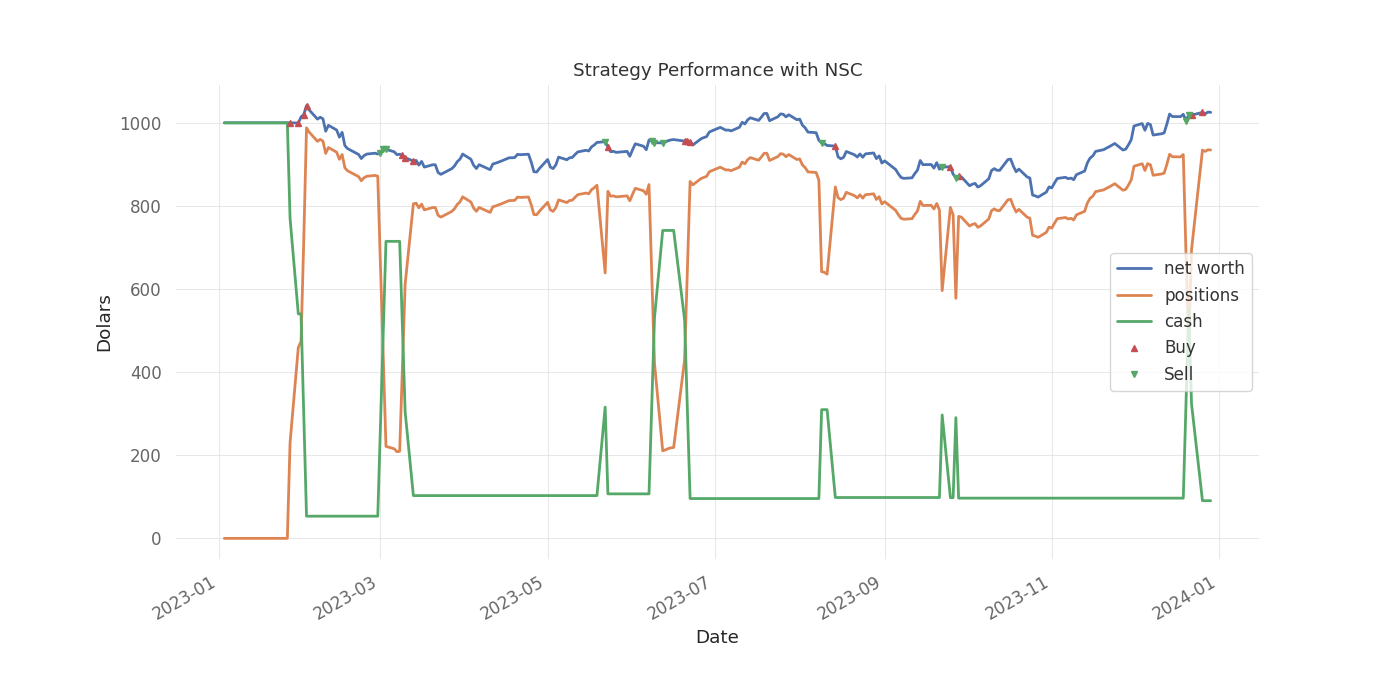 Strategy Performance with NSC
1000
800
600
400
200
0
Dolars
net worth
positions
cash
Buy
Sell
2023-01
2023-03
2023-05
2023-07
2023-09
2023-11
2024-01
Date